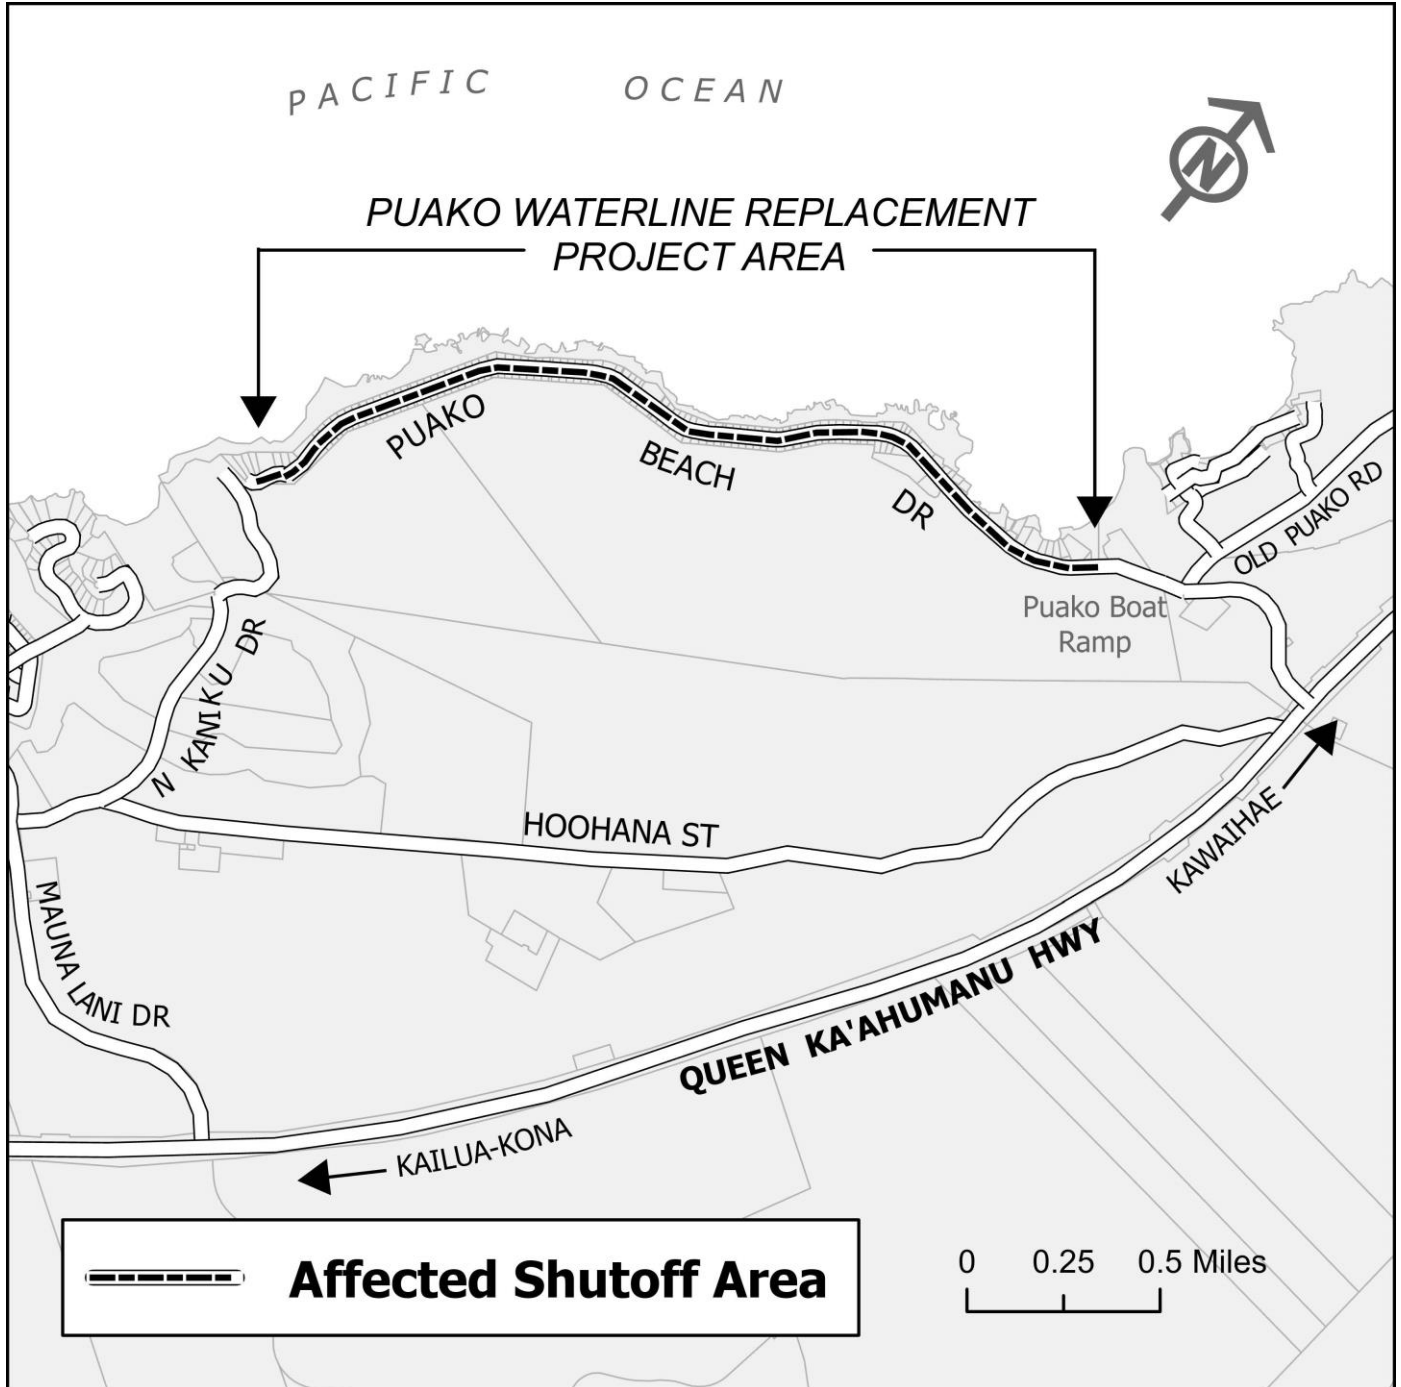 PACIFIC OCEAN
N
PUAKO WATERLINE REPLACEMENT
PROJECT AREA
PUAKO BEACH DR
OLD PUAKO RD
Puako Boat
Ramp
N KANIKU DR
HOOHANA ST
KAWAIHAE
MAUNA LANI DR
QUEEN KA'AHUMANU HWY
KAILUA-KONA
Affected Shutoff Area
0 0.25 0.5 Miles